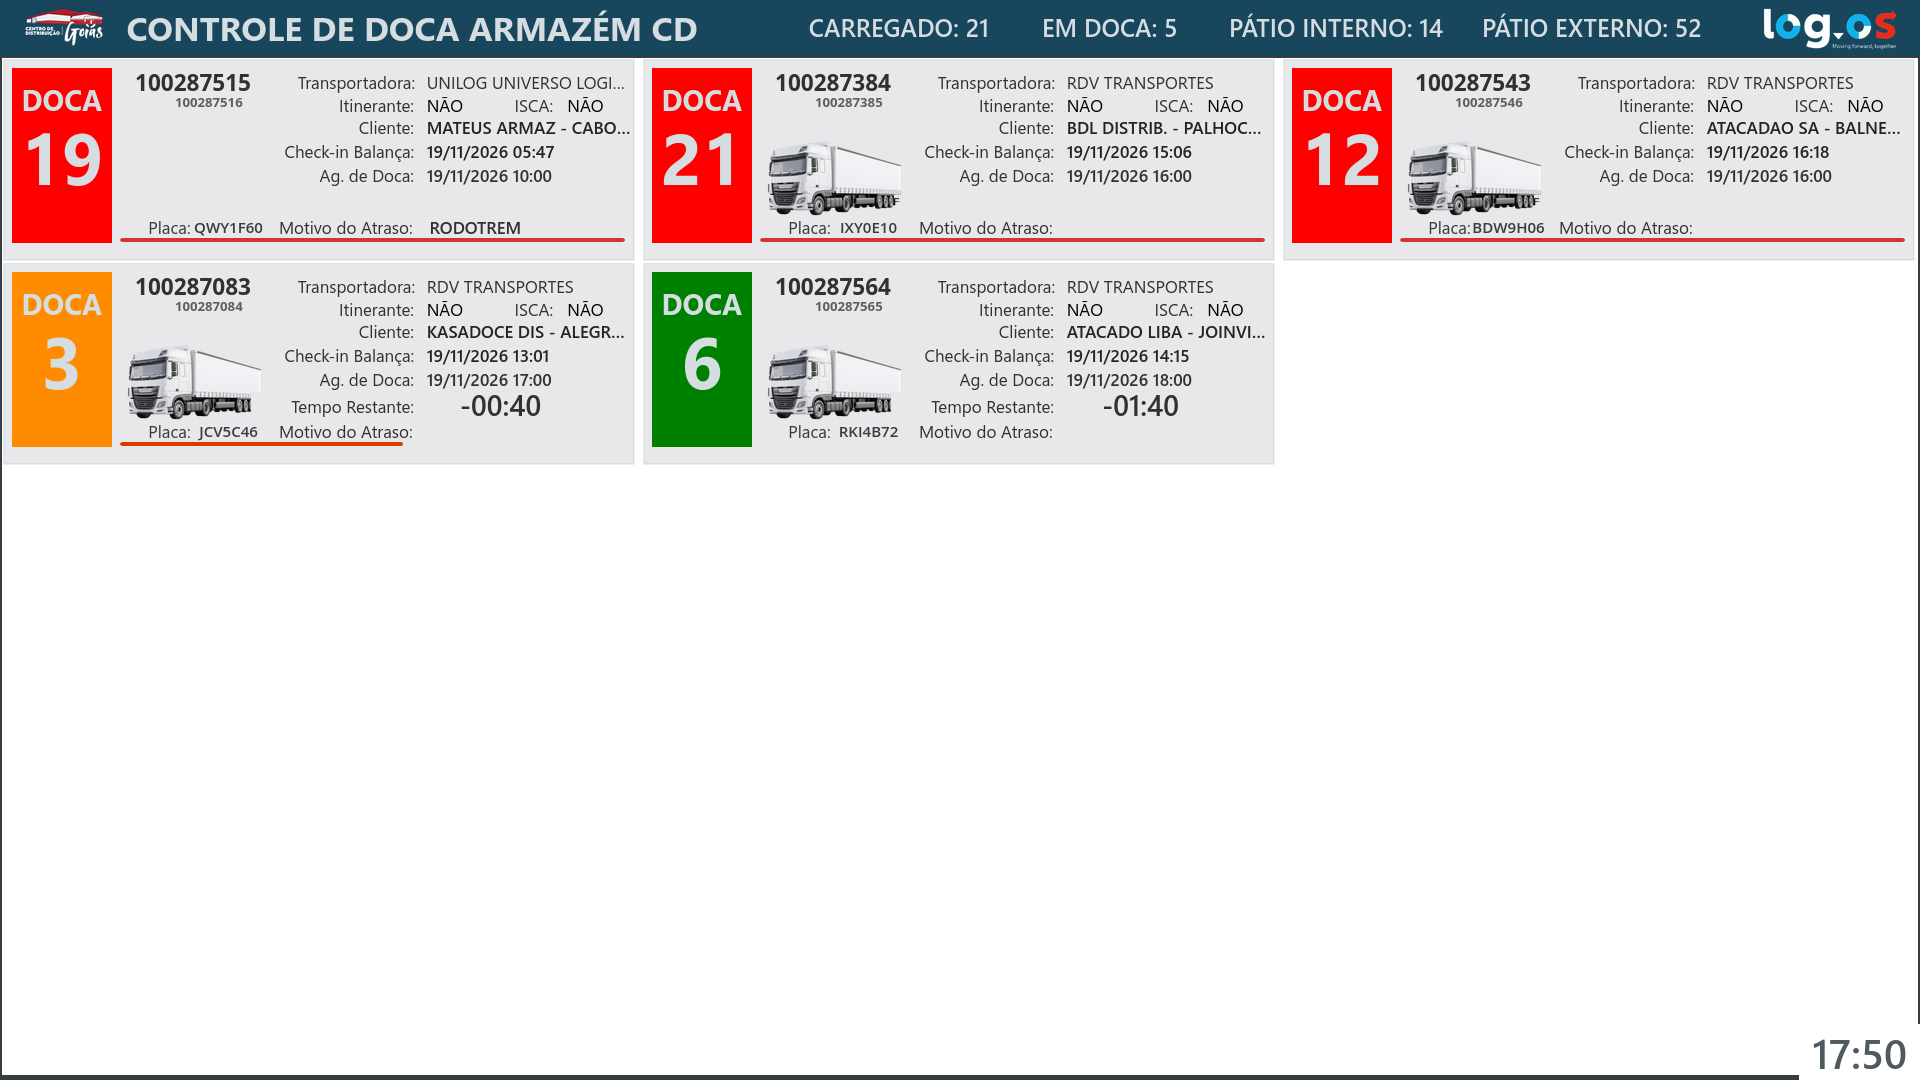 CENTRO DE DISTRIBUIÇÃO Goiás
CONTROLE DE DOCA ARMAZÉM CD
CARREGADO: 21
EM DOCA: 5
PÁTIO INTERNO: 14
PÁTIO EXTERNO: 52
log.os
Moving forward, together
DOCA
19
100287515
100287516
Transportadora: UNILOG UNIVERSO LOGI...
Itinerante: NÃO ISCA: NÃO
Cliente: MATEUS ARMAZ - CABO...
Check-in Balança: 19/11/2026 05:47
Ag. de Doca: 19/11/2026 10:00
Placa: QWY1F60 Motivo do Atraso: RODOTREM
DOCA
21
100287384
100287385
Transportadora: RDV TRANSPORTES
Itinerante: NÃO ISCA: NÃO
Cliente: BDL DISTRIB. - PALHOC...
Check-in Balança: 19/11/2026 15:06
Ag. de Doca: 19/11/2026 16:00
Placa: IXY0E10 Motivo do Atraso:
DOCA
12
100287543
100287546
Transportadora: RDV TRANSPORTES
Itinerante: NÃO ISCA: NÃO
Cliente: ATACADAO SA - BALNE...
Check-in Balança: 19/11/2026 16:18
Ag. de Doca: 19/11/2026 16:00
Placa: BDW9H06 Motivo do Atraso:
DOCA
3
100287083
100287084
Transportadora: RDV TRANSPORTES
Itinerante: NÃO ISCA: NÃO
Cliente: KASADOCE DIS - ALEGR...
Check-in Balança: 19/11/2026 13:01
Ag. de Doca: 19/11/2026 17:00
Tempo Restante: -00:40
Placa: JCV5C46 Motivo do Atraso:
DOCA
6
100287564
100287565
Transportadora: RDV TRANSPORTES
Itinerante: NÃO ISCA: NÃO
Cliente: ATACADO LIBA - JOINVI...
Check-in Balança: 19/11/2026 14:15
Ag. de Doca: 19/11/2026 18:00
Tempo Restante: -01:40
Placa: RKI4B72 Motivo do Atraso:
17:50